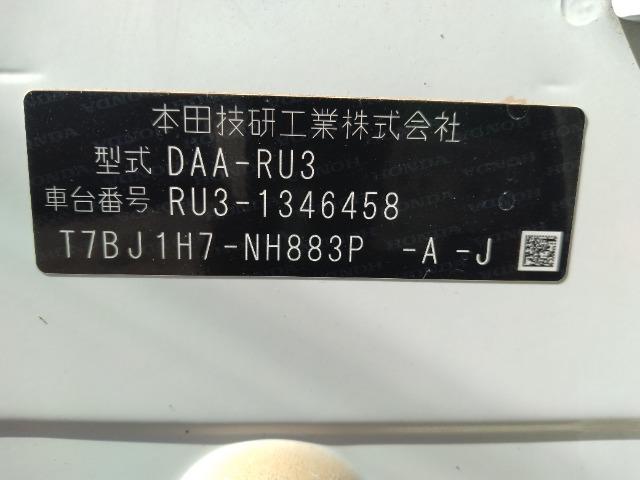 本田技研工業株式会社
型式 DAA-RU3
車台番号 RU3-1346458
T7BJ1H7-NH883P -A -J